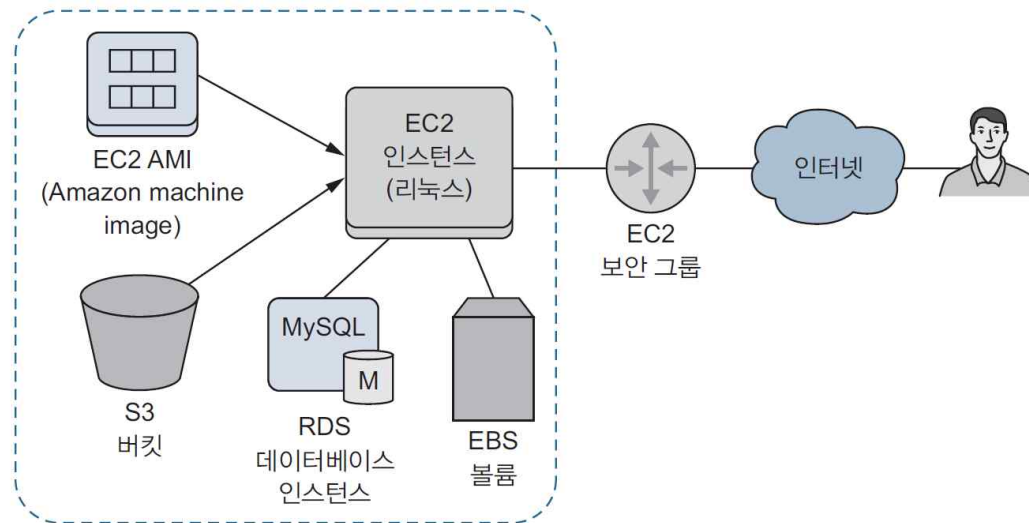 EC2 AMI
(Amazon machine
image)
EC2
인스턴스
(리눅스)
EC2
보안 그룹
인터넷
S3
버킷
MySQL
M
RDS
데이터베이스
인스턴스
EBS
볼륨